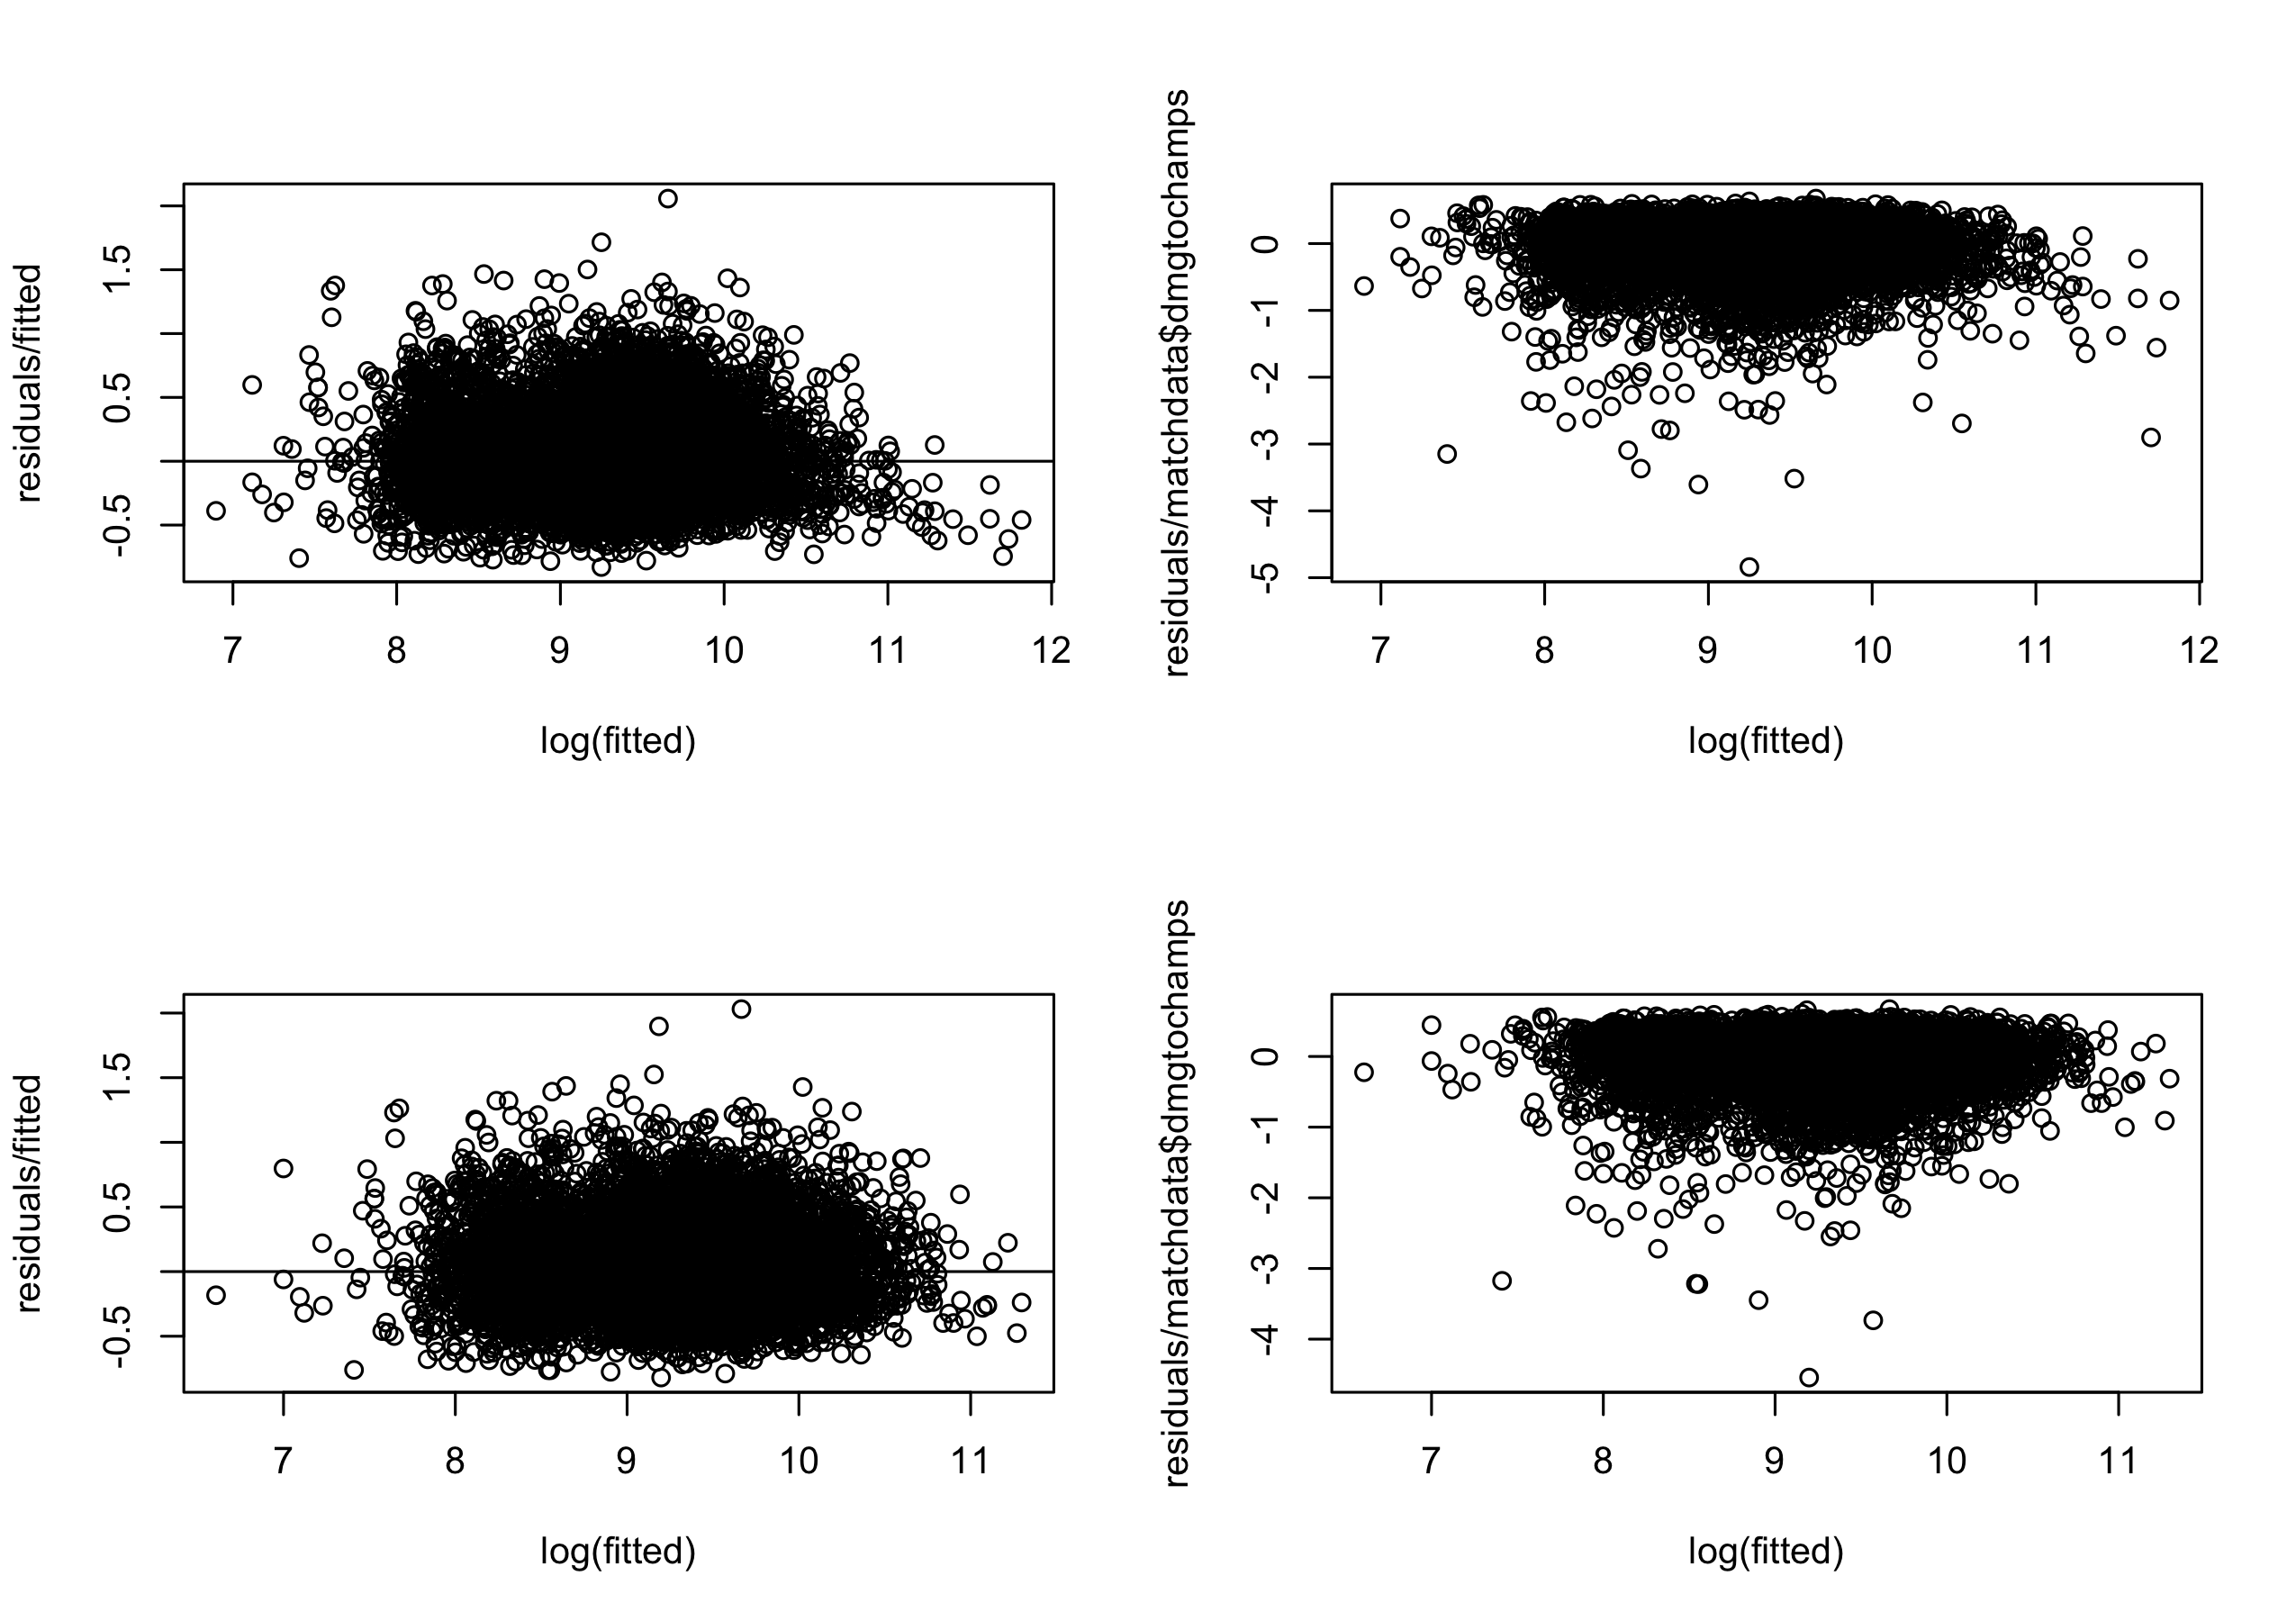 residuals/fitted
1.5
0.5
-0.5
7 8 9 10 11 12
log(fitted)
residuals/matchdata$dmgtochamps
0
-1
-2
-3
-4
-5
7 8 9 10 11 12
log(fitted)
residuals/fitted
1.5
0.5
-0.5
7 8 9 10 11
log(fitted)
residuals/matchdata$dmgtochamps
0
-1
-2
-3
-4
7 8 9 10 11
log(fitted)